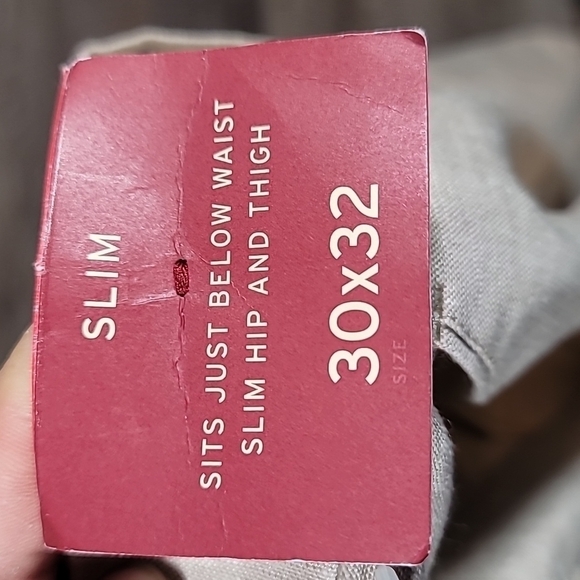 SLIM
SITS JUST BELOW WAIST
SLIM HIP AND THIGH
30x32
SIZE